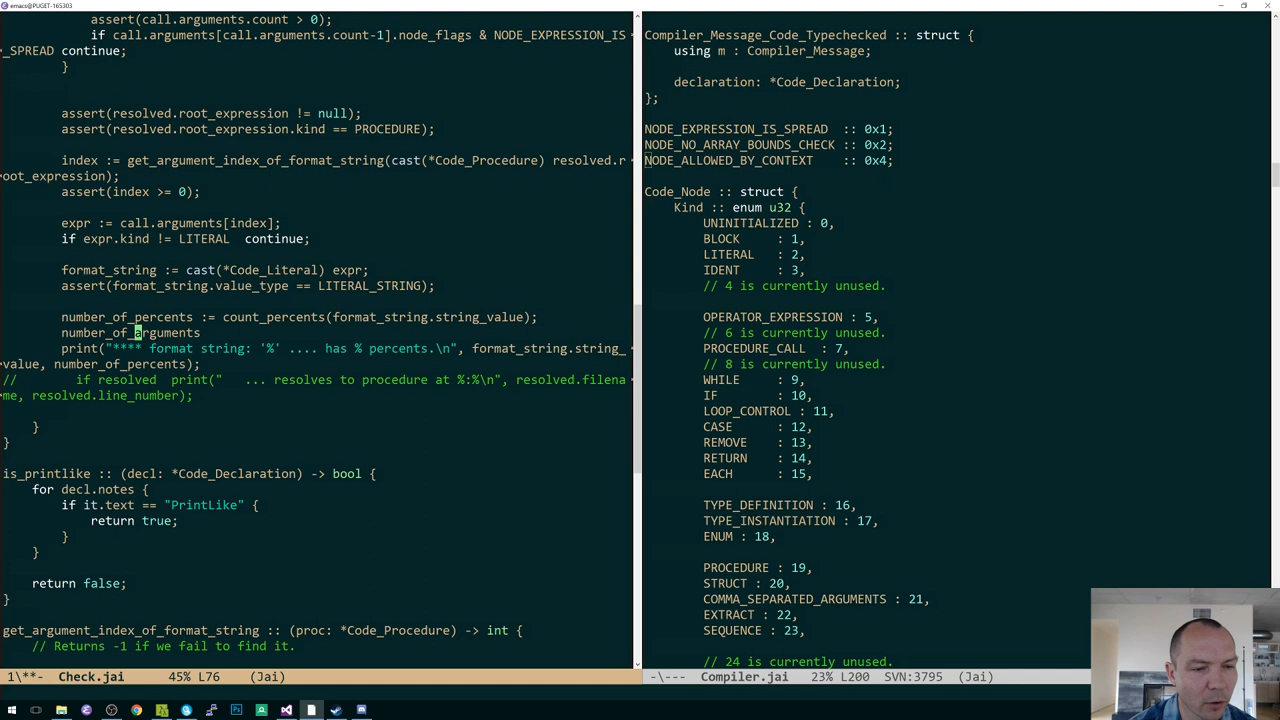 emacs@PUGET-165303
assert(call.arguments.count > 0);
if call.arguments[call.arguments.count-1].node_flags & NODE_EXPRESSION_IS
_SPREAD continue;
}
assert(resolved.root_expression != null);
assert(resolved.root_expression.kind == PROCEDURE);
index := get_argument_index_of_format_string(cast(*Code_Procedure) resolved.r
oot_expression);
assert(index >= 0);
expr := call.arguments[index];
if expr.kind != LITERAL  continue;
format_string := cast(*Code_Literal) expr;
assert(format_string.value_type == LITERAL_STRING);
number_of_percents := count_percents(format_string.string_value);
number_of_arguments
print("**** format string: '%' .... has % percents.\n", format_string.string_
value, number_of_percents);
//        if resolved  print("   ... resolves to procedure at %:%\n", resolved.filena
me, resolved.line_number);
}
}
is_printlike :: (decl: *Code_Declaration) -> bool {
for decl.notes {
if it.text == "PrintLike" {
return true;
}
}
return false;
}
get_argument_index_of_format_string :: (proc: *Code_Procedure) -> int {
// Returns -1 if we fail to find it.
1\**-  Check.jai      45% L76    (Jai)
Compiler_Message_Code_Typechecked :: struct {
using m : Compiler_Message;
declaration: *Code_Declaration;
};
NODE_EXPRESSION_IS_SPREAD  :: 0x1;
NODE_NO_ARRAY_BOUNDS_CHECK :: 0x2;
NODE_ALLOWED_BY_CONTEXT    :: 0x4;
Code_Node :: struct {
Kind :: enum u32 {
UNINITIALIZED : 0,
BLOCK     : 1,
LITERAL   : 2,
IDENT     : 3,
// 4 is currently unused.
OPERATOR_EXPRESSION : 5,
// 6 is currently unused.
PROCEDURE_CALL : 7,
// 8 is currently unused.
WHILE     : 9,
IF        : 10,
LOOP_CONTROL : 11,
CASE      : 12,
REMOVE    : 13,
RETURN    : 14,
EACH      : 15,
TYPE_DEFINITION : 16,
TYPE_INSTANTIATION : 17,
ENUM : 18,
PROCEDURE : 19,
STRUCT : 20,
COMMA_SEPARATED_ARGUMENTS : 21,
EXTRACT : 22,
SEQUENCE : 23,
// 24 is currently unused.
-\---  Compiler.jai   23% L200   SVN:3795  (Jai)